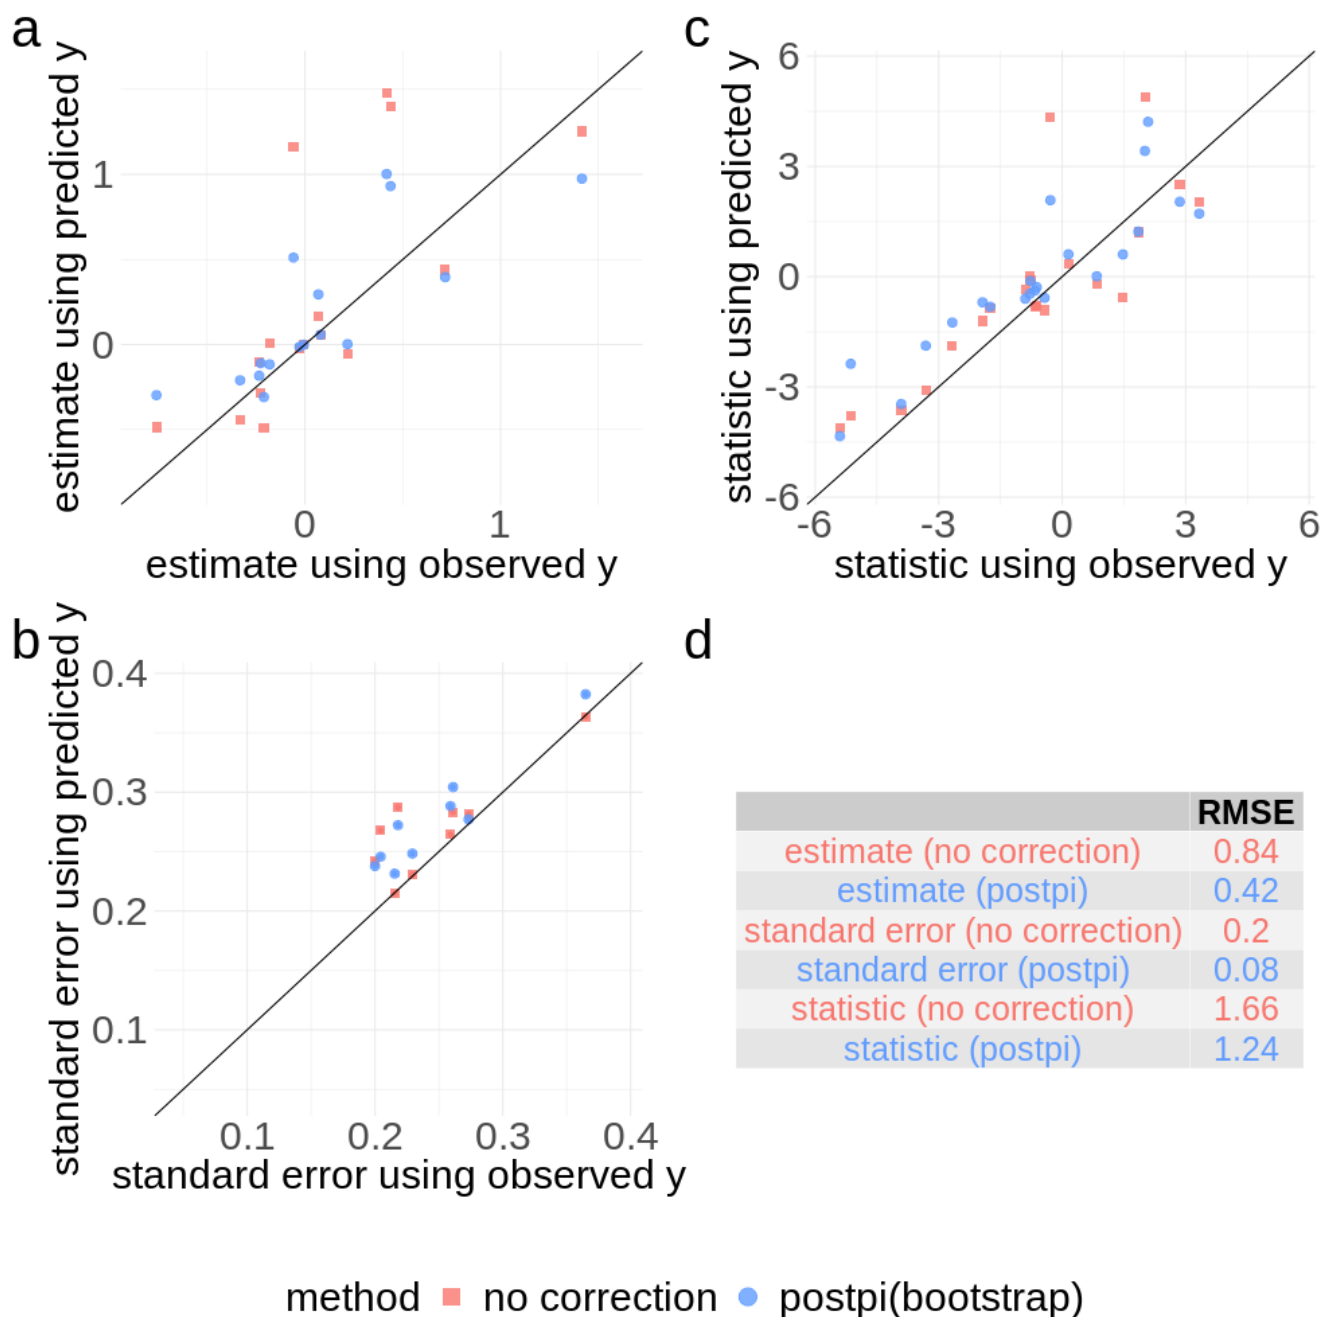 a
estimate using predicted y
1
0
0
1
estimate using observed y
c
statistic using predicted y
6
3
0
-3
-6
-6
-3
0
3
6
statistic using observed y
b
standard error using predicted y
0.4
0.3
0.2
0.1
0.1
0.2
0.3
0.4
standard error using observed y
d
RMSE
estimate (no correction) 0.84
estimate (postpi) 0.42
standard error (no correction) 0.2
standard error (postpi) 0.08
statistic (no correction) 1.66
statistic (postpi) 1.24
method no correction postpi(bootstrap)